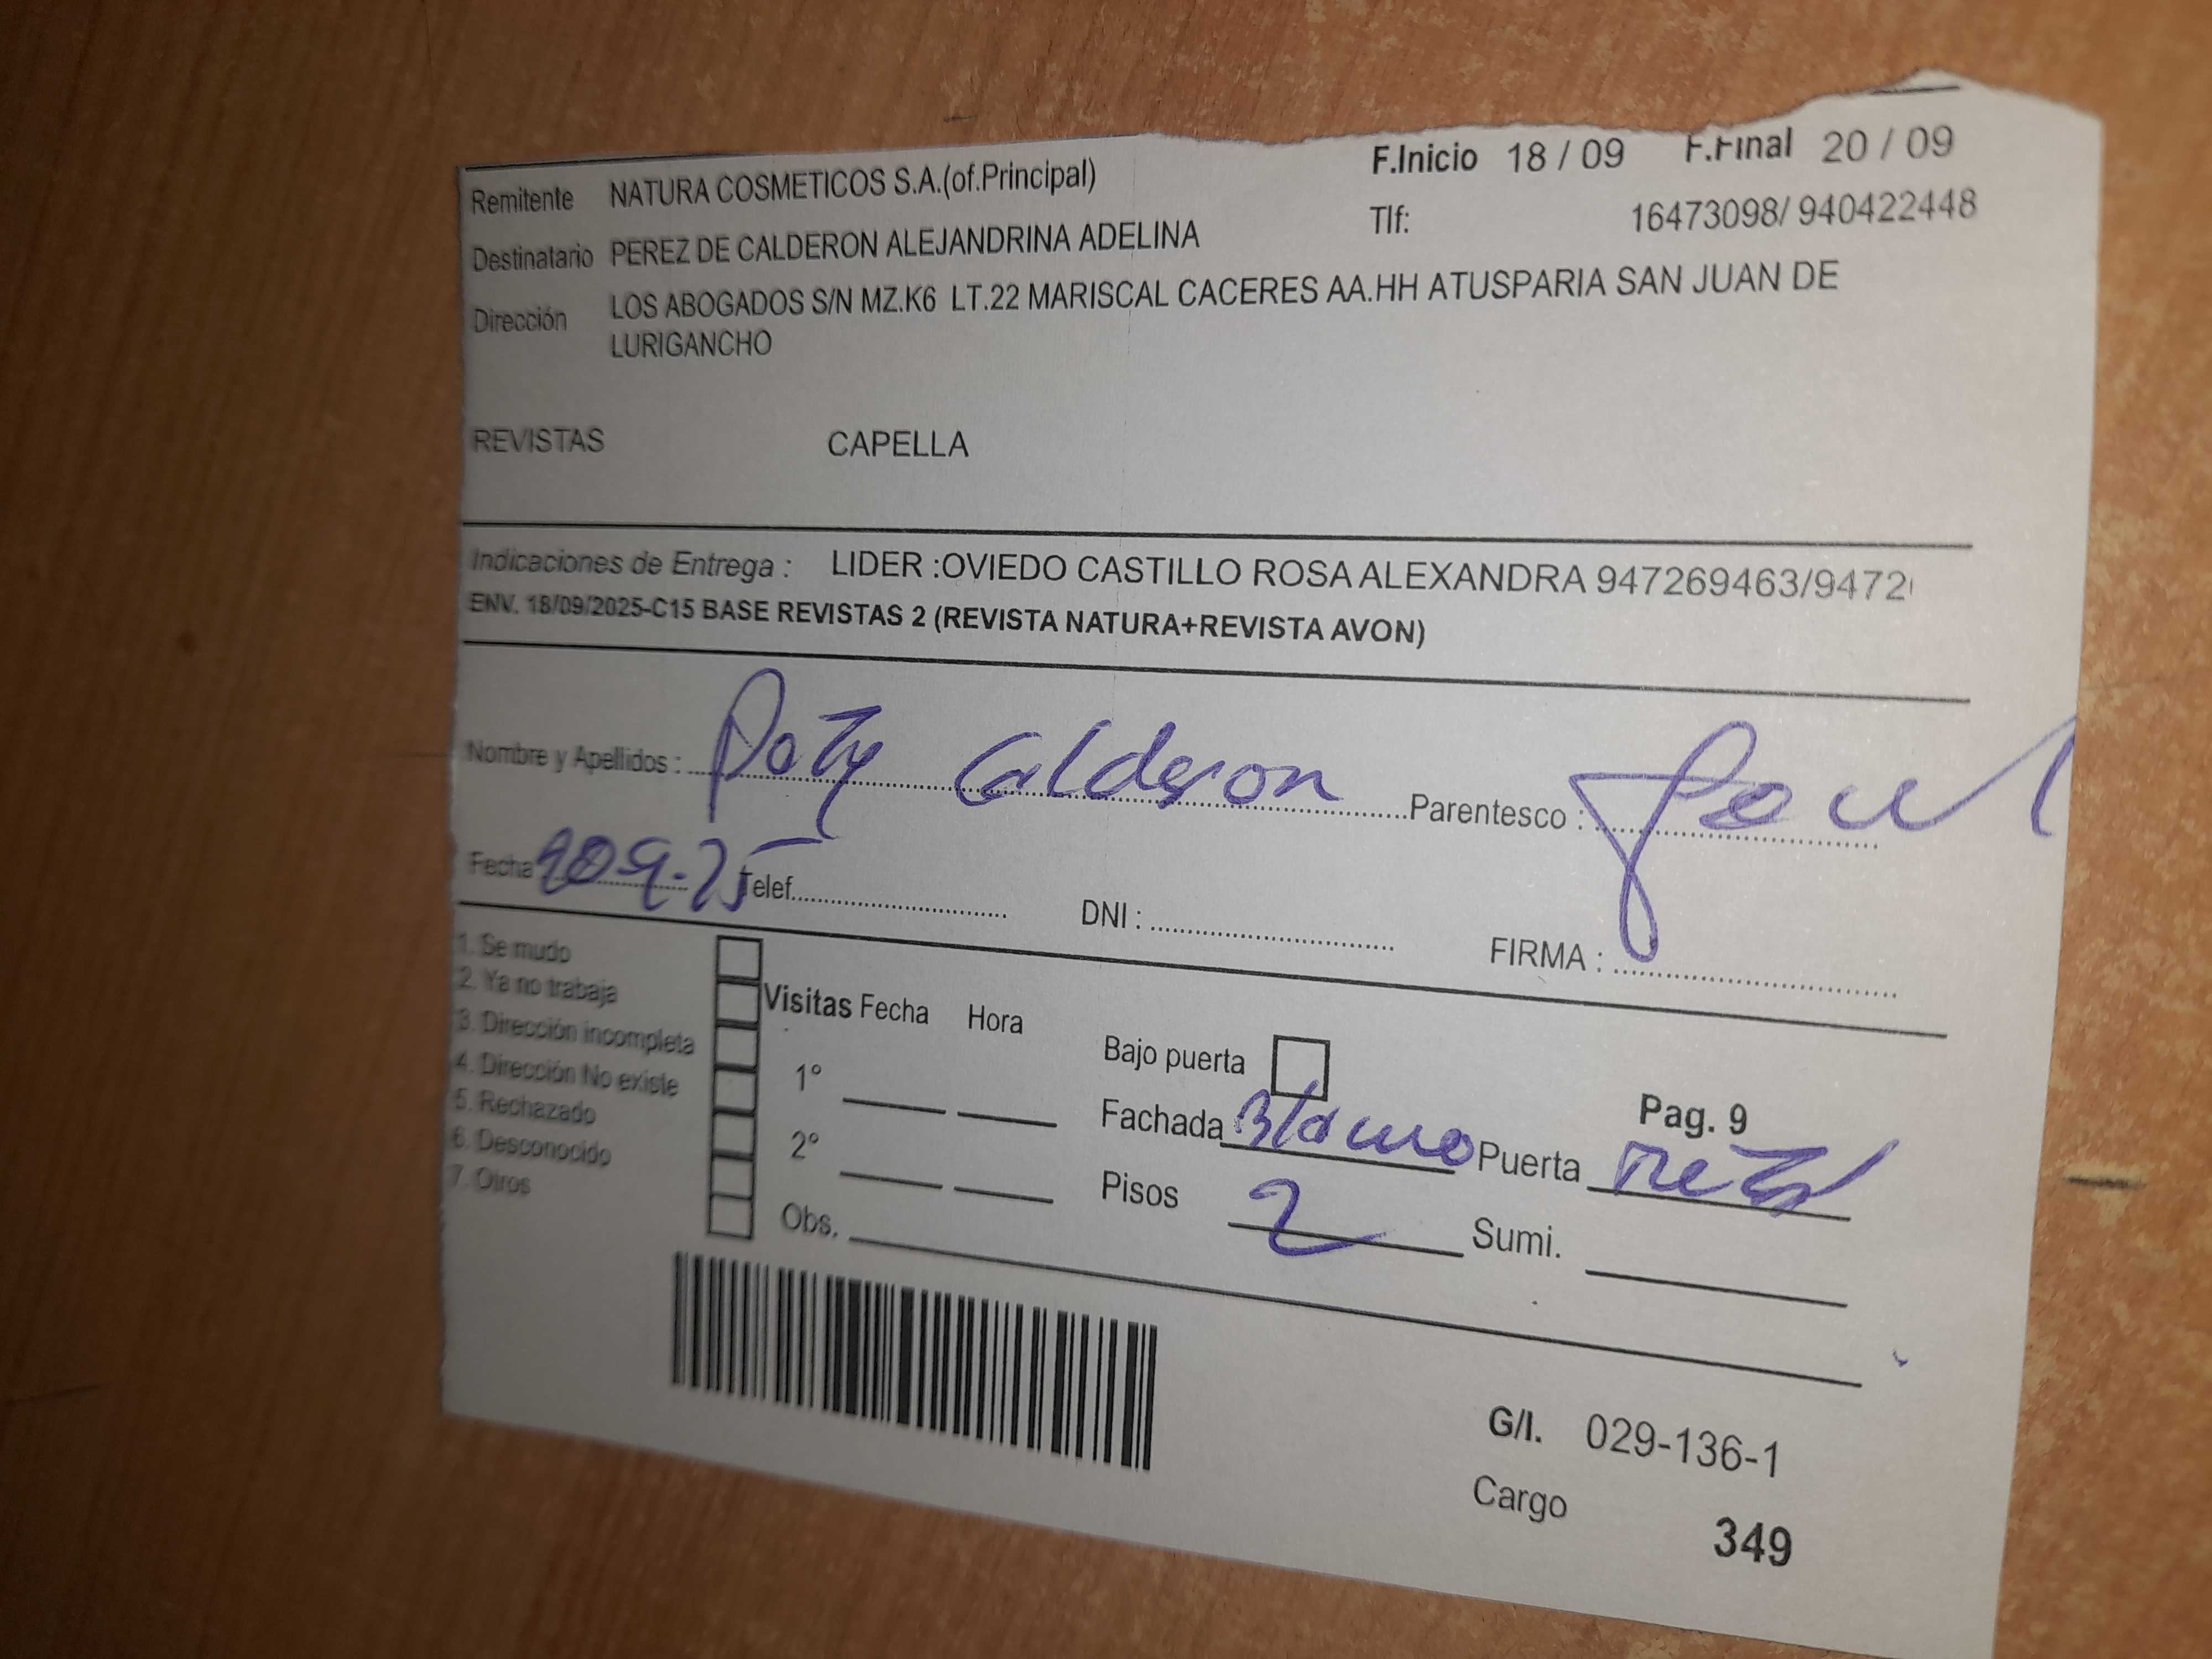 F.Inicio 18 / 09 F.Final 20 / 09
Remitente NATURA COSMETICOS S.A.(of.Principal)
Tlf: 16473098/ 940422448
Destinatario PEREZ DE CALDERON ALEJANDRINA ADELINA
Dirección LOS ABOGADOS S/N MZ.K6 LT.22 MARISCAL CACERES AA.HH ATUSPARIA SAN JUAN DE
LURIGANCHO
REVISTAS CAPELLA
Indicaciones de Entrega : LIDER :OVIEDO CASTILLO ROSA ALEXANDRA 947269463/9472
ENV. 18/09/2025-C15 BASE REVISTAS 2 (REVISTA NATURA+REVISTA AVON)
Nombre y Apellidos : Paty Calderon Parentesco :
Fecha Telef. DNI : FIRMA :
1. Se mudo
2. Ya no trabaja
3. Dirección incompleta
4. Dirección No existe
5. Rechazado
6. Desconocido
7. Otros
Visitas Fecha Hora
1°
2°
Obs.
Bajo puerta
Pag. 9
Fachada Blanco Puerta Metal
Pisos 2 Sumi.
G/I. 029-136-1
Cargo 349